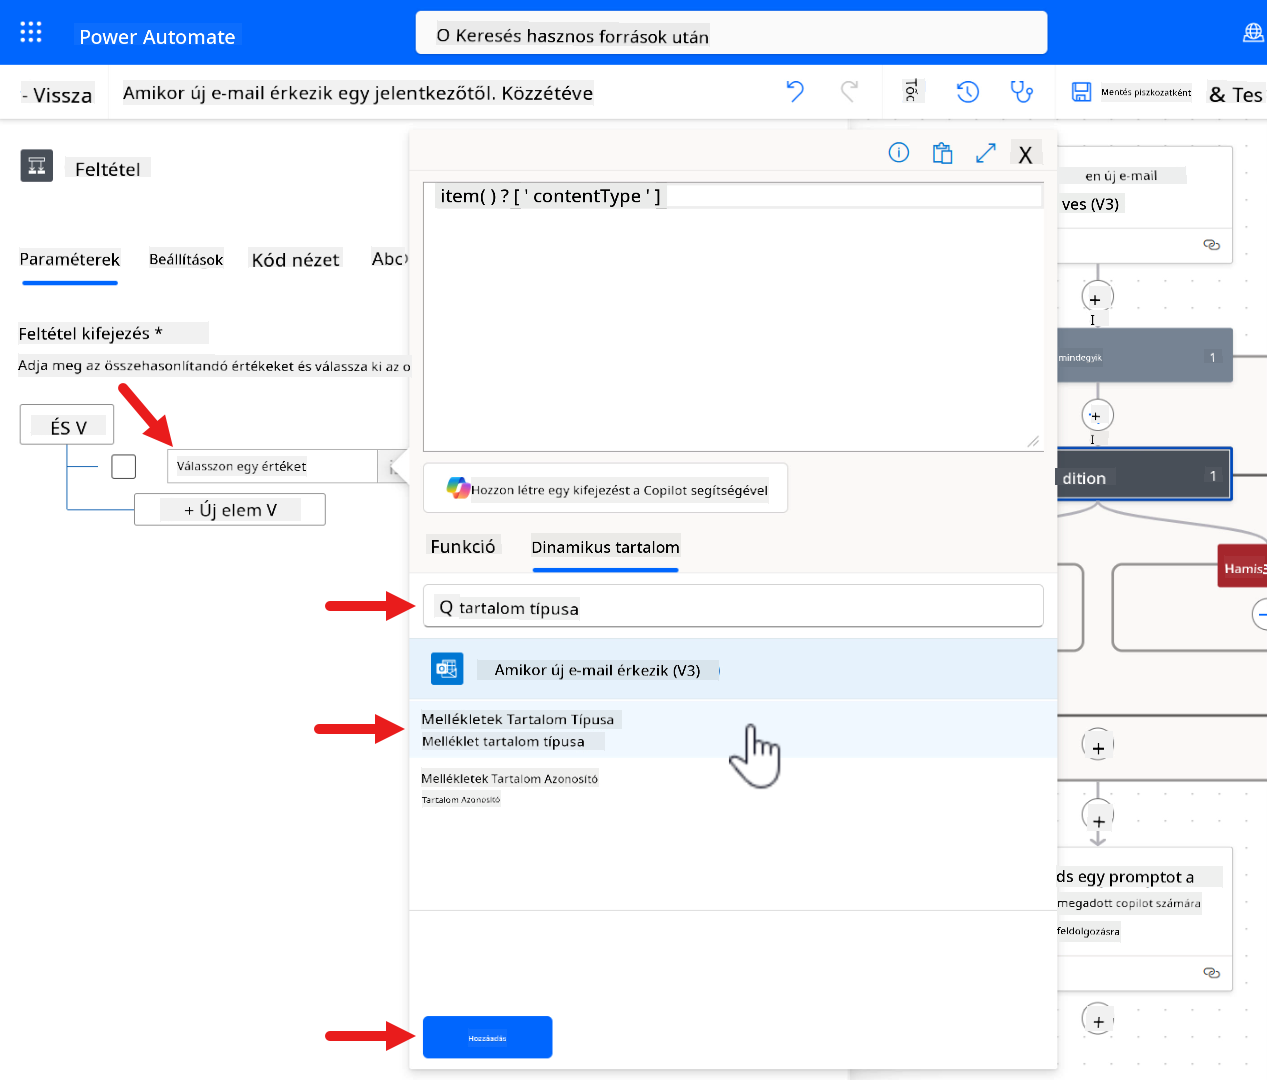 Power Automate
O Keresés hasznos források után
- Vissza
Amikor új e-mail érkezik egy jelentkezőtől. Közzétéve
Tőc
Mentés piszkozatként
& Tes
Feltétel
X
item( ) ? [ ' contentType ' ]
en új e-mail
ves (V3)
Paraméterek
Beállítások
Kód nézet
Abc
Feltétel kifejezés *
Adja meg az összehasonlítandó értékeket és válassza ki az o
mindegyik
1
ÉS V
Válasszon egy értéket
+ Új elem V
Hozzon létre egy kifejezést a Copilot segítségével
dition
1
Funkció
Dinamikus tartalom
Hamis
Q tartalom típusa
Amikor új e-mail érkezik (V3)
Mellékletek Tartalom Típusa
Melléklet tartalom típusa
Mellékletek Tartalom Azonosító
Tartalom Azonosító
ds egy promptot a
megadott copilot számára
feldolgozásra
Hozzáadás